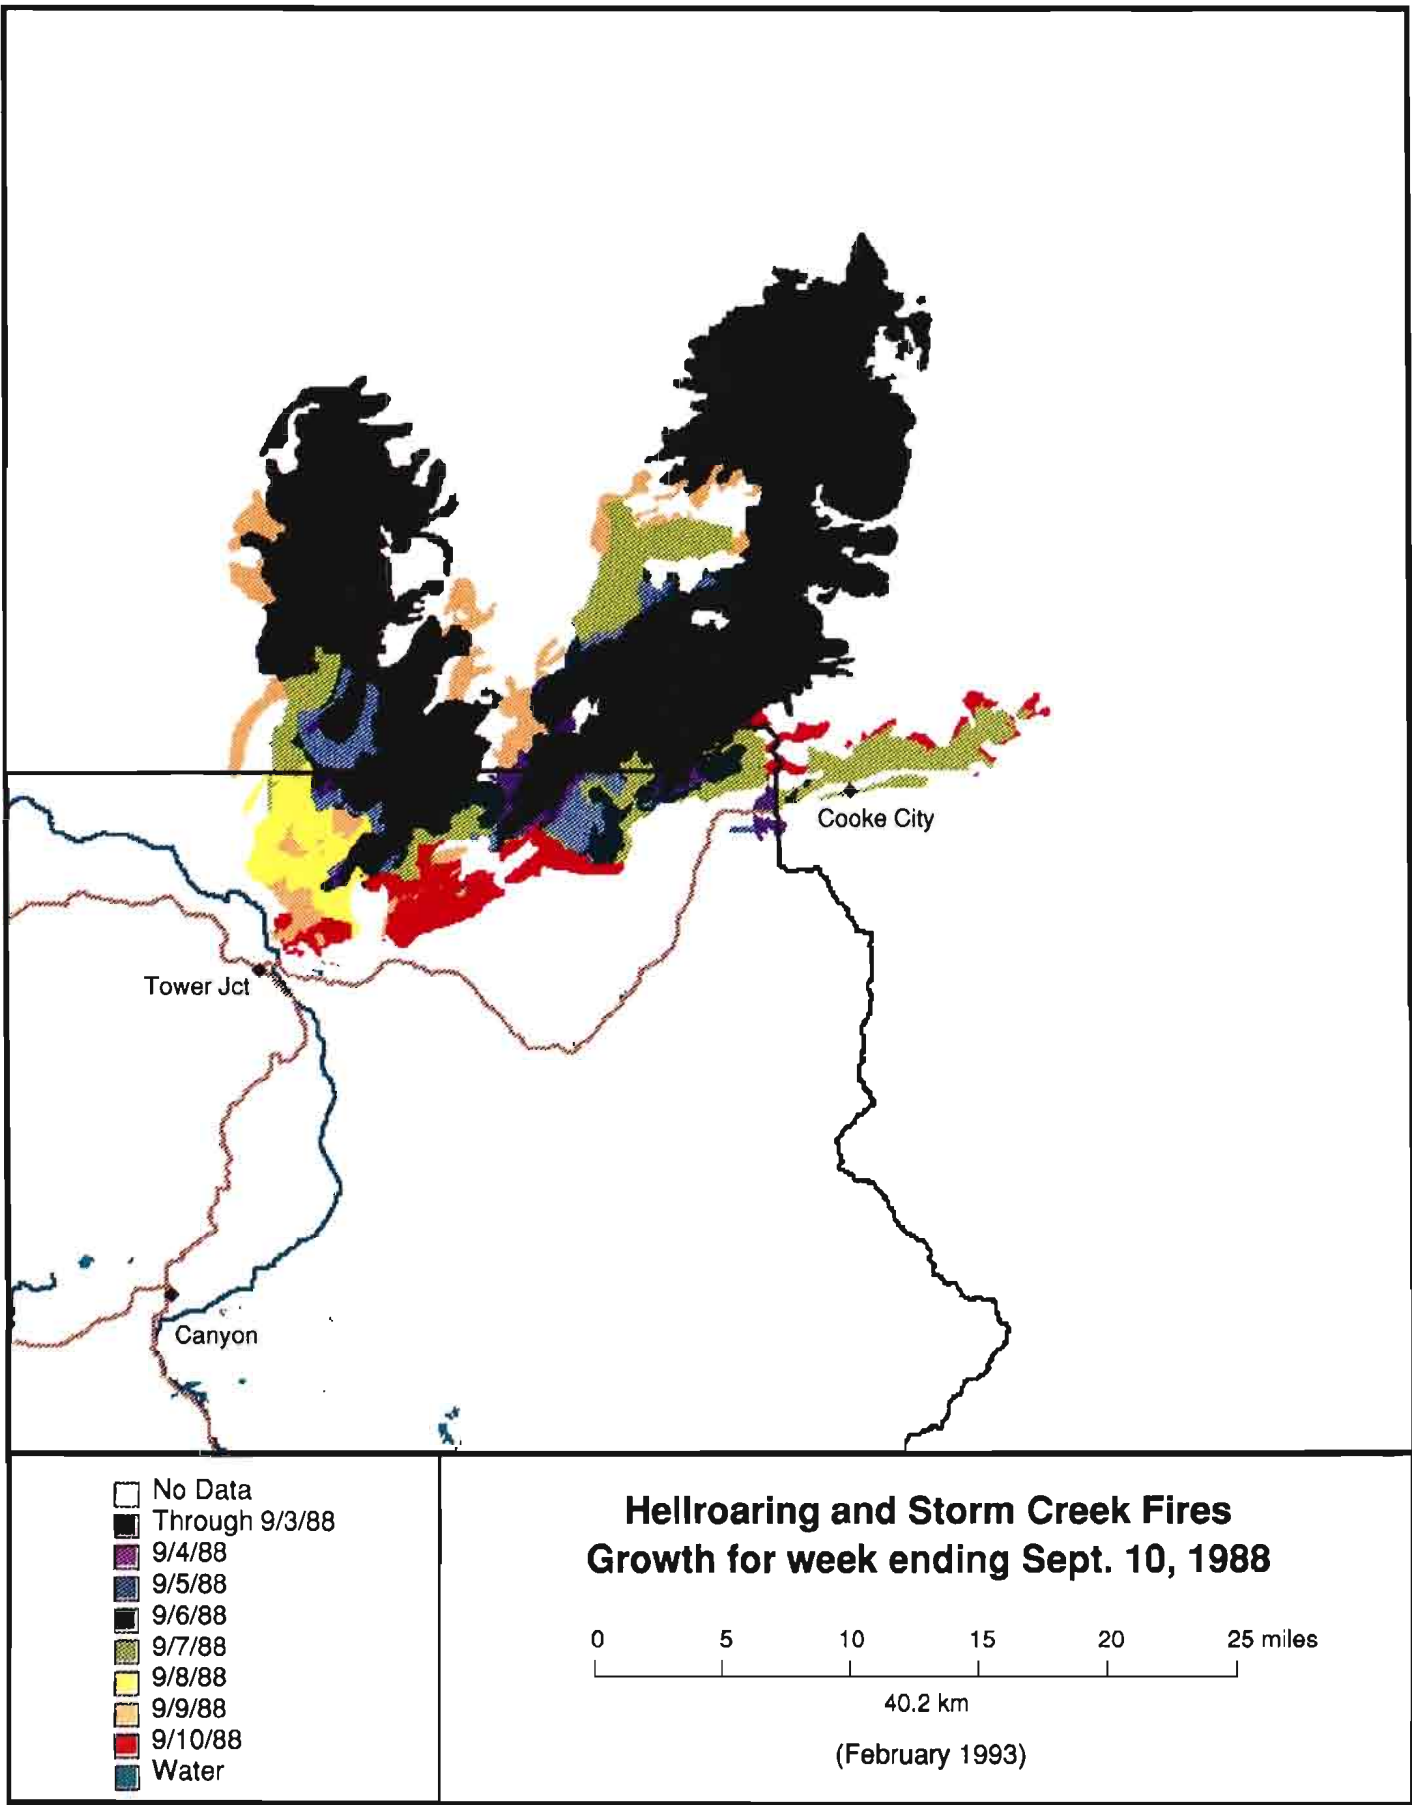 Cooke City
Tower Jct
Canyon
No Data
Through 9/3/88
9/4/88
9/5/88
9/6/88
9/7/88
9/8/88
9/9/88
9/10/88
Water
Hellroaring and Storm Creek Fires
Growth for week ending Sept. 10, 1988
0 5 10 15 20 25 miles
40.2 km
(February 1993)